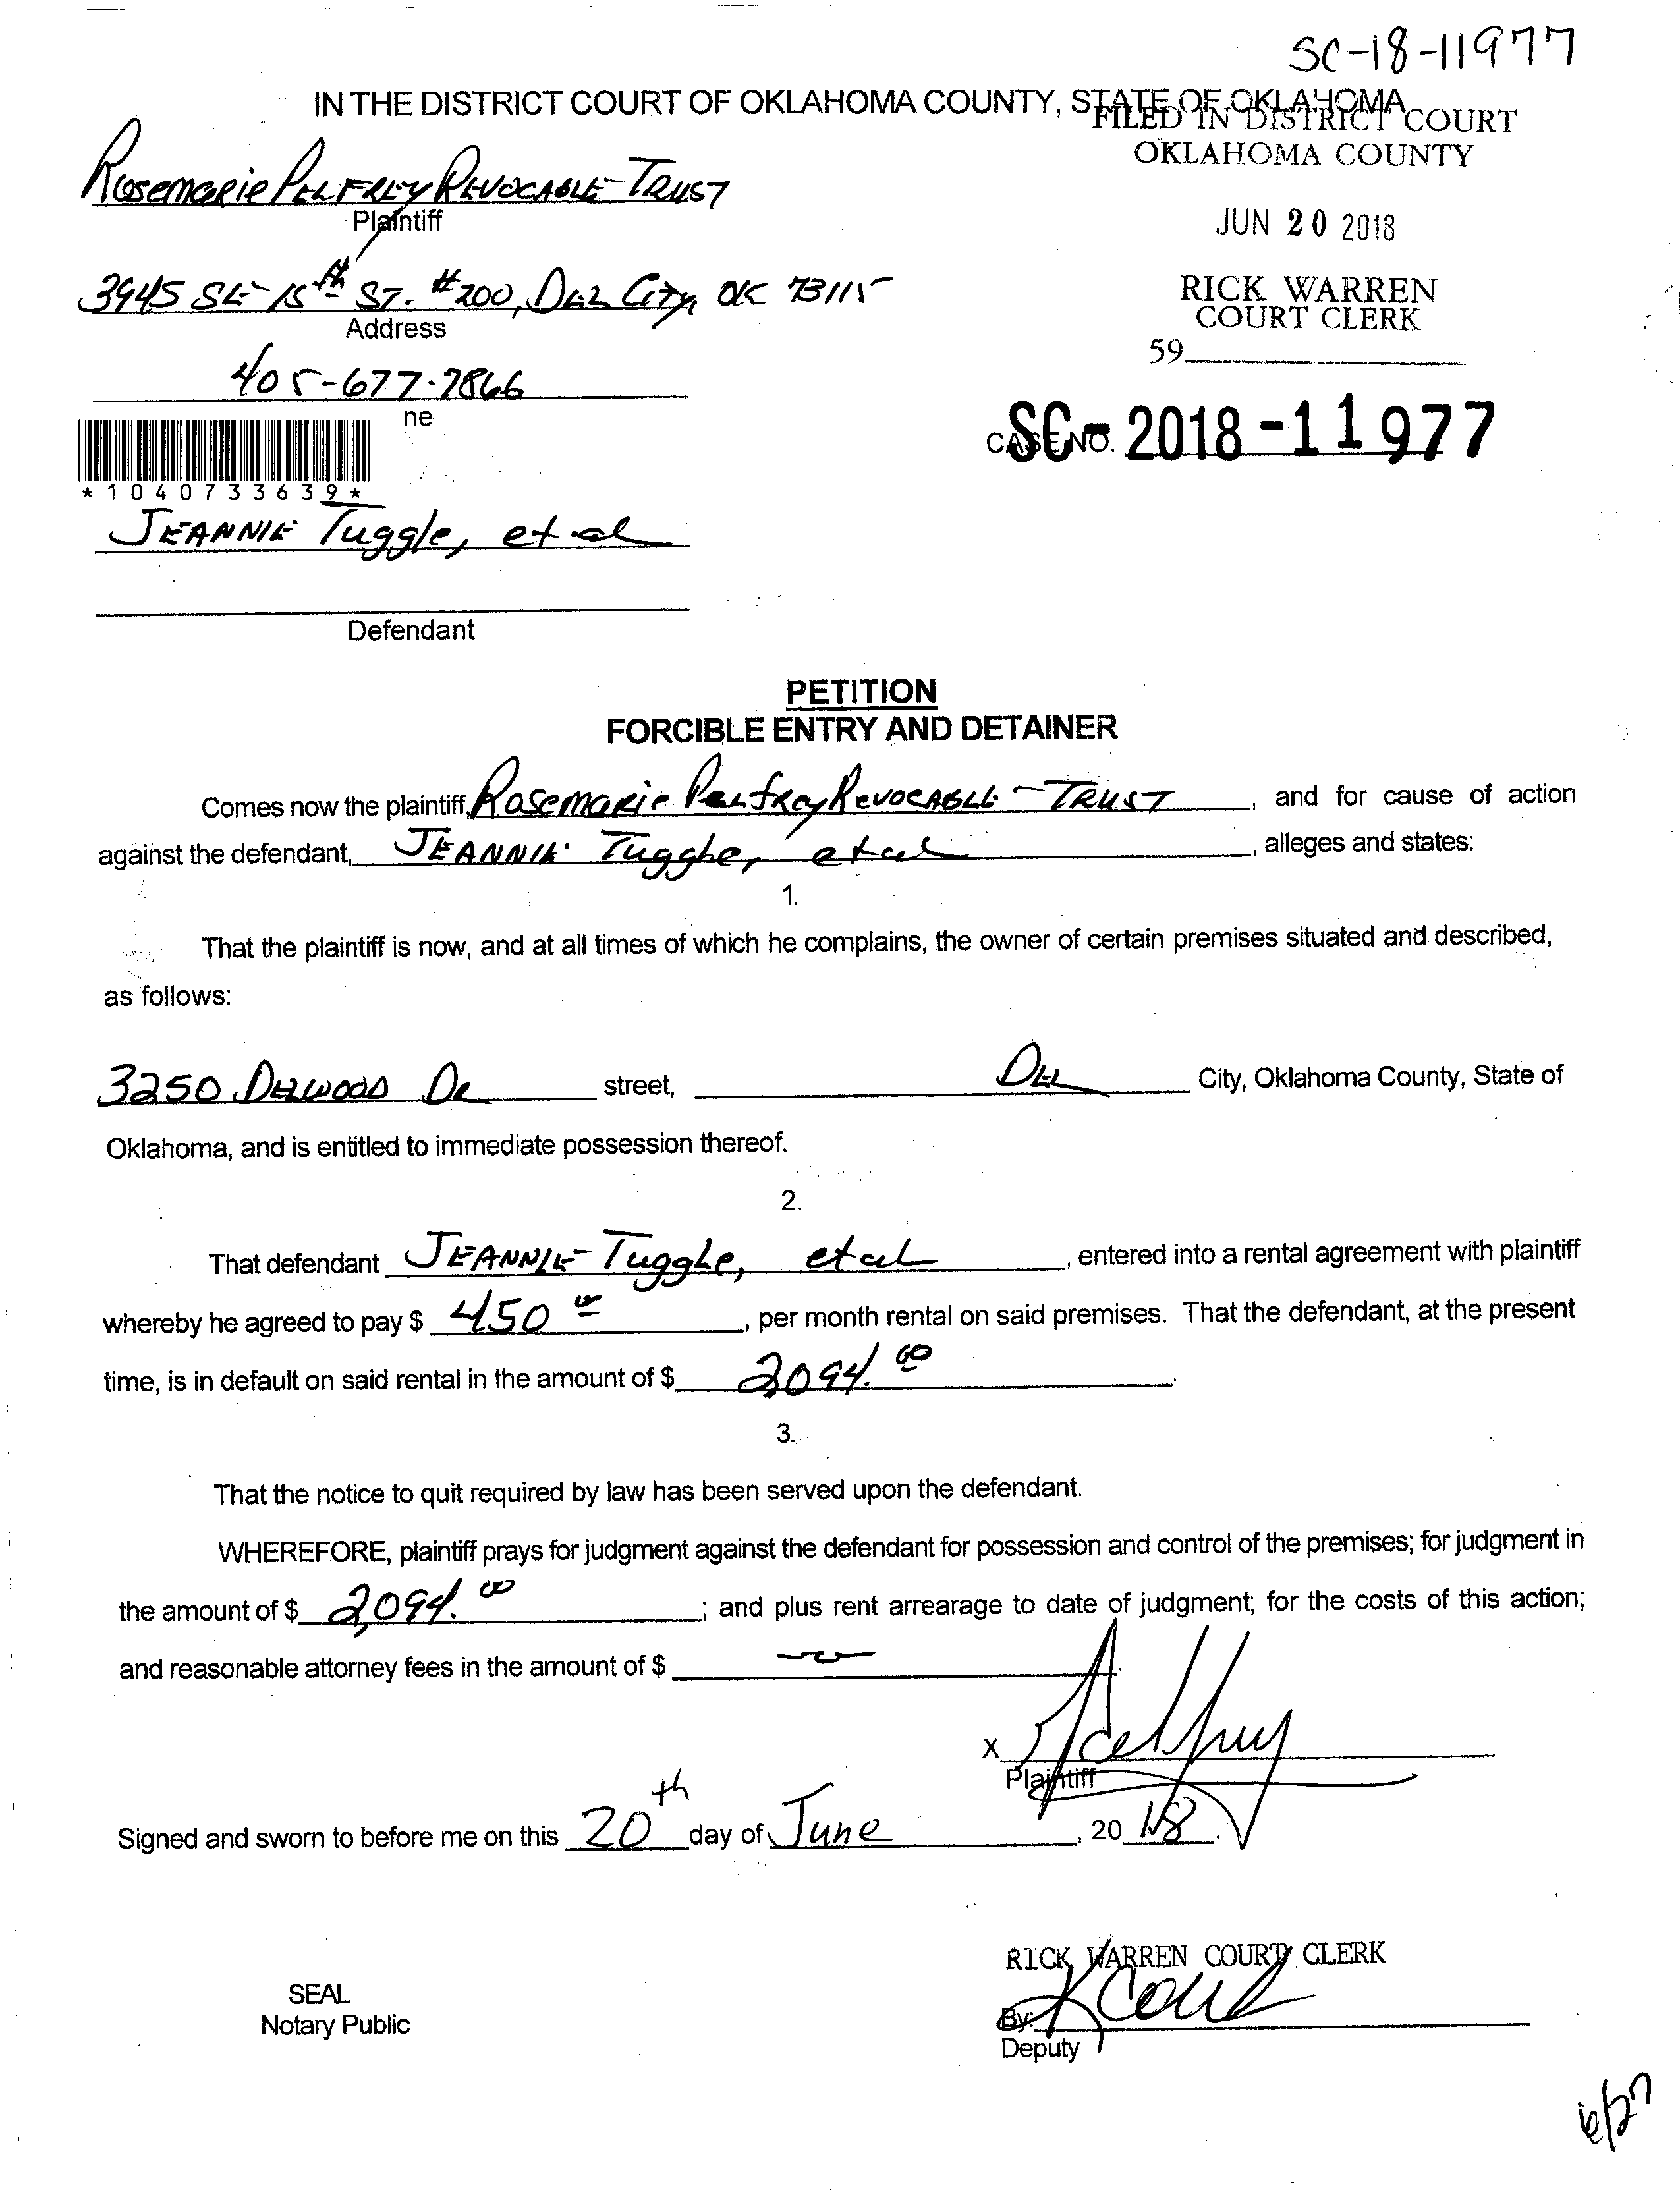 SC-18-11977
IN THE DISTRICT COURT OF OKLAHOMA COUNTY, STATE OF OKLAHOMA
FILED IN DISTRICT COURT
OKLAHOMA COUNTY
Rosemarie Pelfrey Revocable Trust
Plaintiff
JUN 20 2018
3945 SE 15th St. #200, Del City, OK 73115
Address
RICK WARREN
COURT CLERK
59
405-677-7866
ne
CASE NO.
SC-2018-11977
*1040733639*
Jeannie Tuggle, et al
Defendant
PETITION
FORCIBLE ENTRY AND DETAINER
Comes now the plaintiff, Rosemarie Pelfrey Revocable Trust, and for cause of action
against the defendant, Jeannie Tuggle, et al, alleges and states:
1.
That the plaintiff is now, and at all times of which he complains, the owner of certain premises situated and described,
as follows:
3250 Delwood Dr street, Del City, Oklahoma County, State of
Oklahoma, and is entitled to immediate possession thereof.
2.
That defendant Jeannie Tuggle, et al, entered into a rental agreement with plaintiff
whereby he agreed to pay $ 450 00, per month rental on said premises. That the defendant, at the present
time, is in default on said rental in the amount of $ 2094. 00.
3.
That the notice to quit required by law has been served upon the defendant.
WHEREFORE, plaintiff prays for judgment against the defendant for possession and control of the premises; for judgment in
the amount of $ 2,094. 00; and plus rent arrearage to date of judgment; for the costs of this action;
and reasonable attorney fees in the amount of $
X
Plaintiff
Signed and sworn to before me on this 20th day of June, 20 18.
RICK WARREN COURT CLERK
SEAL
Notary Public
By:
Deputy
6/27